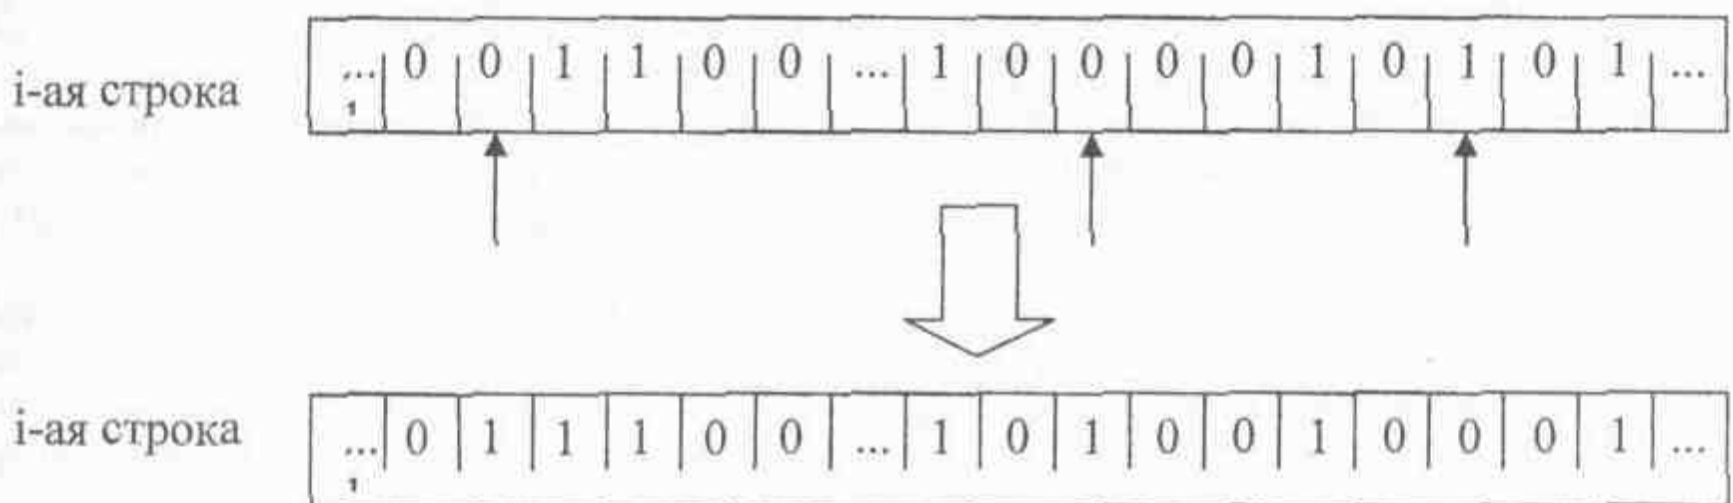 i-ая строка ... 0 0 1 1 0 0 ... 1 0 0 0 0 1 0 1 0 1 ...
i-ая строка ... 0 1 1 1 0 0 ... 1 0 1 0 0 1 0 0 0 1 ...